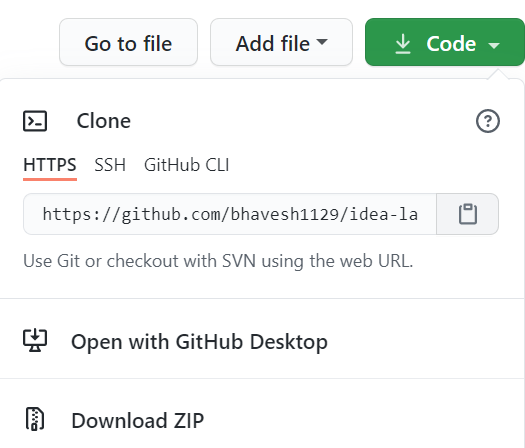 Go to file Add file Code
Clone
HTTPS SSH GitHub CLI
https://github.com/bhavesh1129/idea-la
Use Git or checkout with SVN using the web URL.
Open with GitHub Desktop
Download ZIP